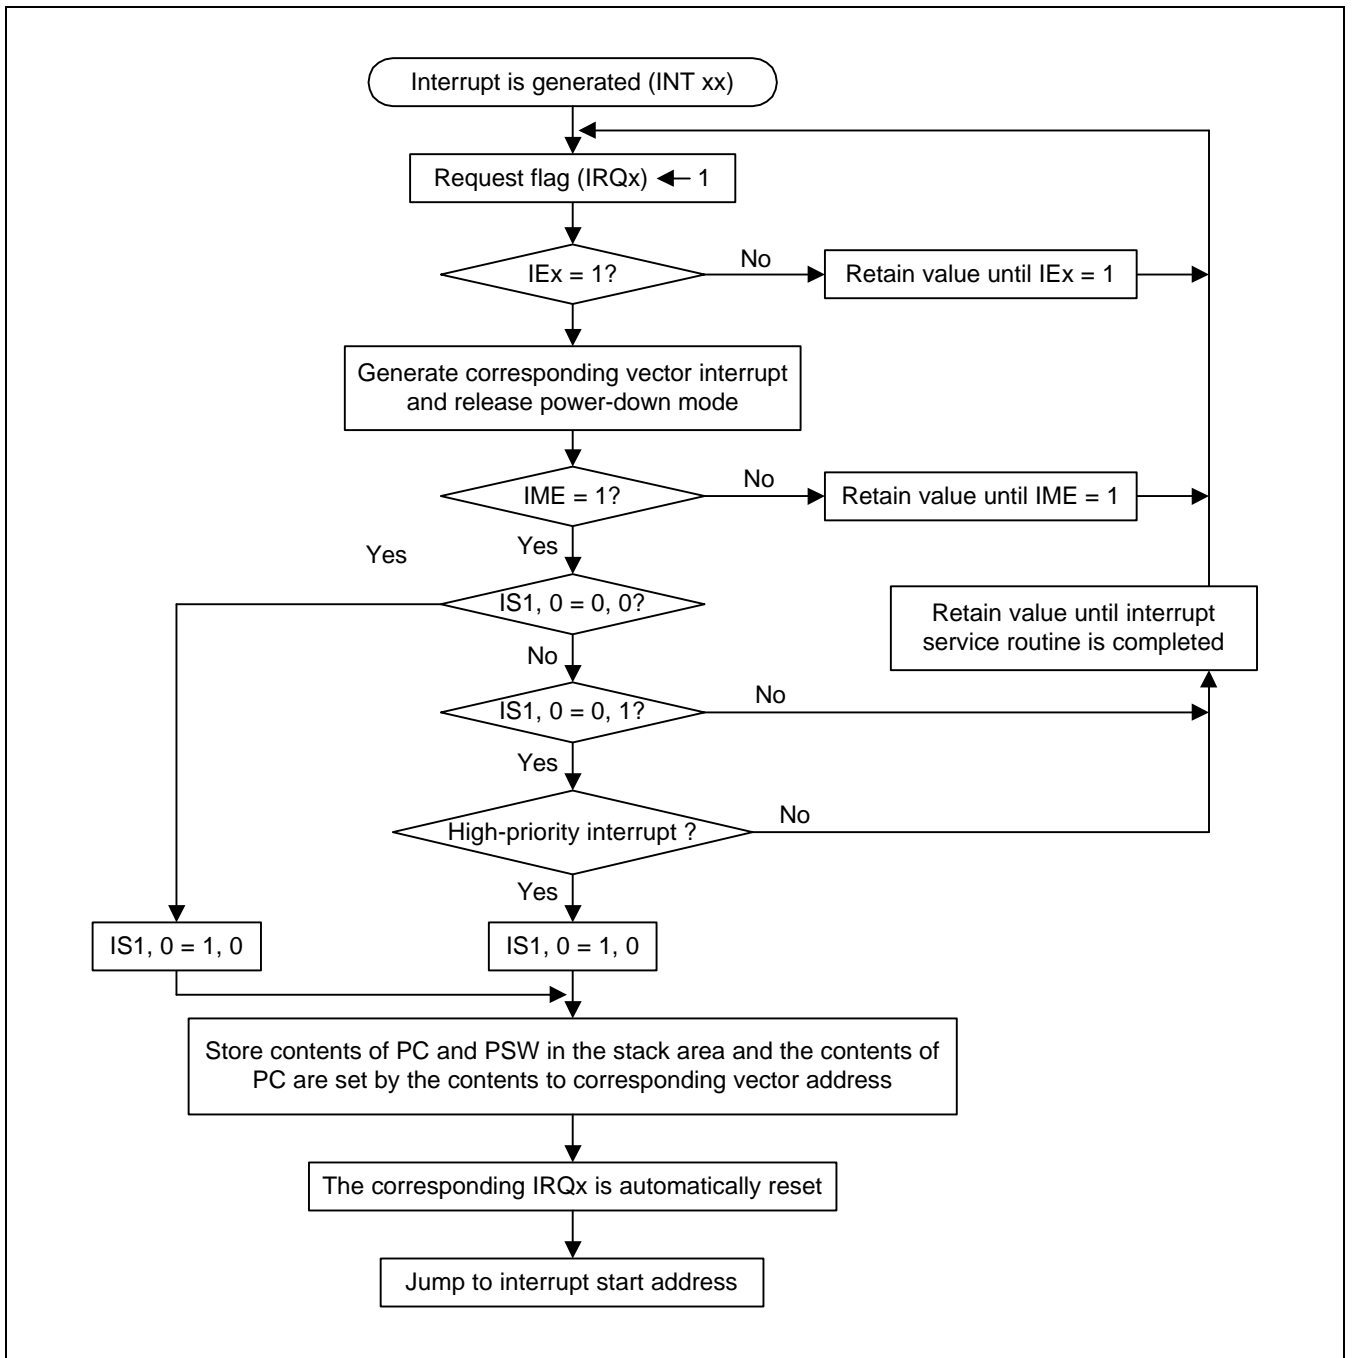 Interrupt is generated (INT xx)
Request flag (IRQx) ← 1
IEx = 1?
No
Retain value until IEx = 1
Generate corresponding vector interrupt
and release power-down mode
IME = 1?
No
Retain value until IME = 1
Yes
Yes
IS1, 0 = 0, 0?
Retain value until interrupt
service routine is completed
No
IS1, 0 = 0, 1?
No
Yes
High-priority interrupt ?
No
Yes
IS1, 0 = 1, 0
IS1, 0 = 1, 0
Store contents of PC and PSW in the stack area and the contents of
PC are set by the contents to corresponding vector address
The corresponding IRQx is automatically reset
Jump to interrupt start address